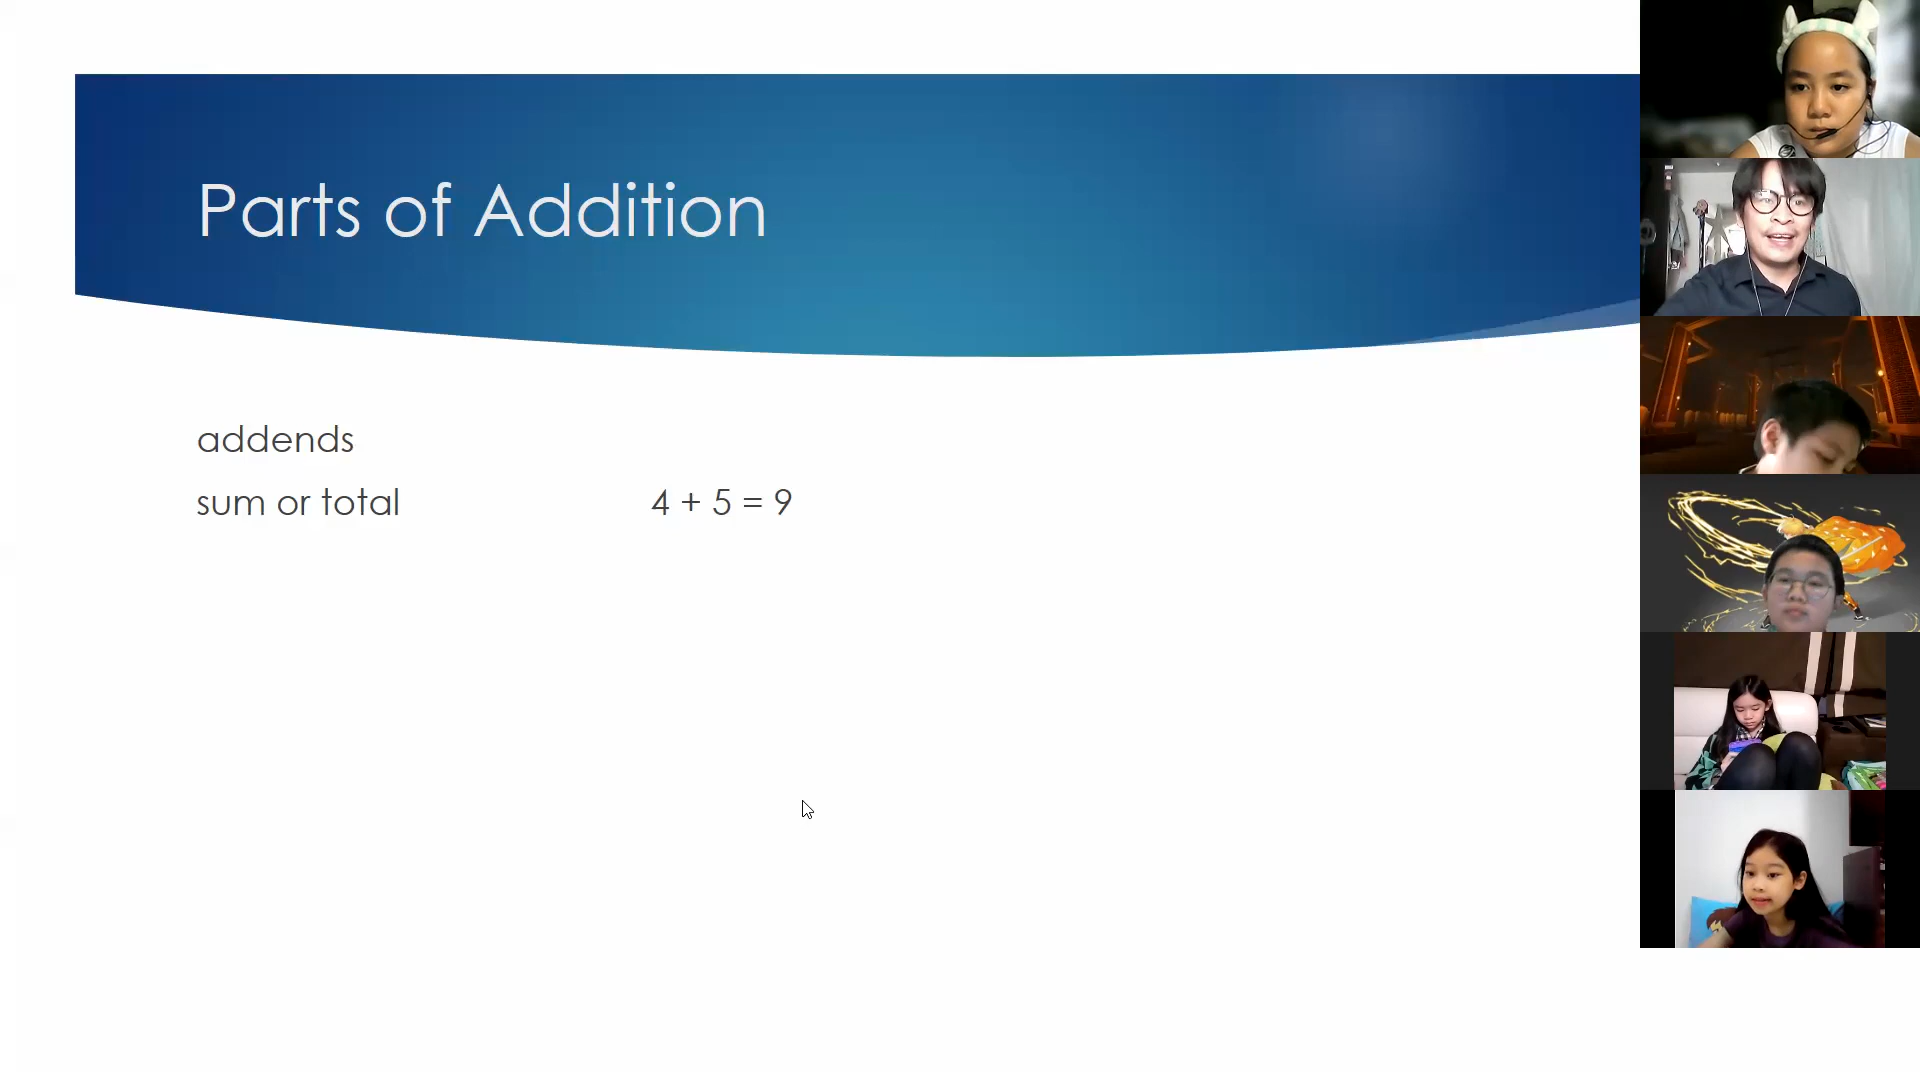 Parts of Addition
addends
sum or total
4 + 5 = 9